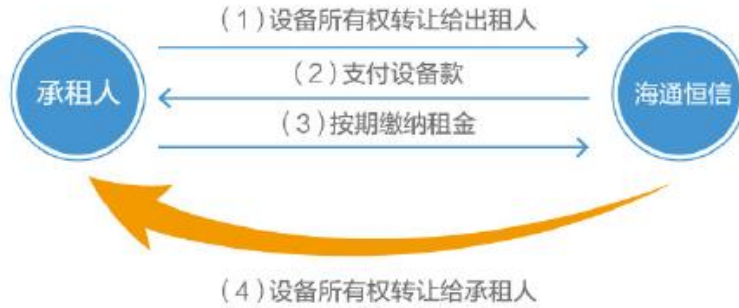 (1)设备所有权转让给出租人
(2)支付设备款
承租人
海通恒信
(3)按期缴纳租金
(4)设备所有权转让给承租人